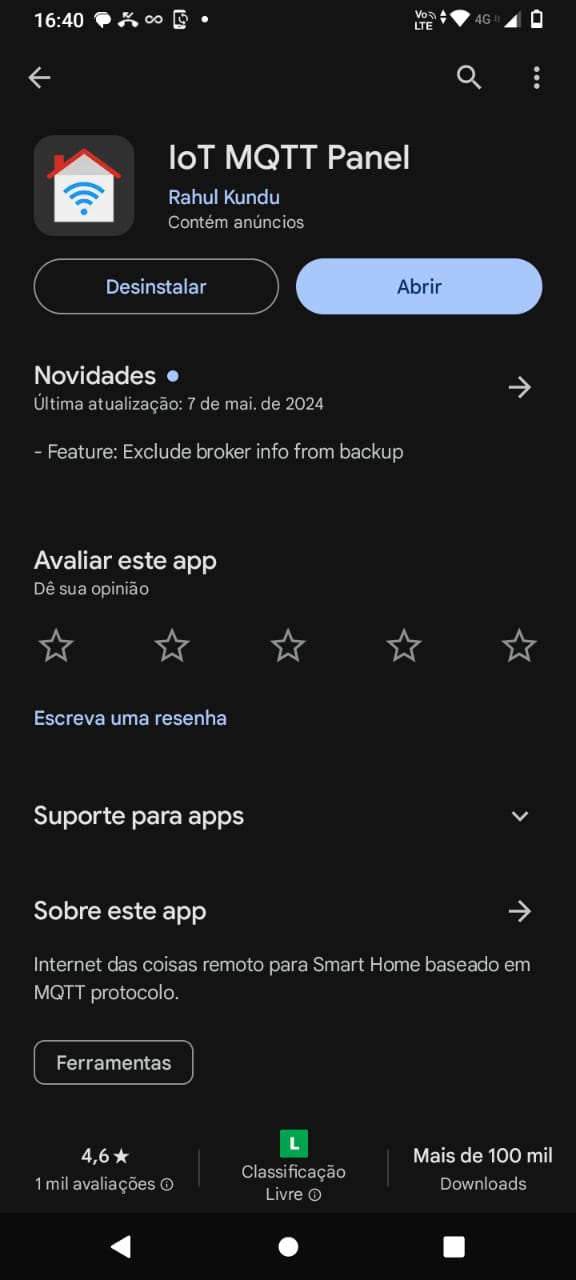 16:40
Vo
LTE
4G
IoT MQTT Panel
Rahul Kundu
Contém anúncios
Desinstalar
Abrir
Novidades
Última atualização: 7 de mai. de 2024
- Feature: Exclude broker info from backup
Avaliar este app
Dê sua opinião
Escreva uma resenha
Suporte para apps
Sobre este app
Internet das coisas remoto para Smart Home baseado em
MQTT protocolo.
Ferramentas
4,6★
1 mil avaliações
L
Classificação
Livre
Mais de 100 mil
Downloads